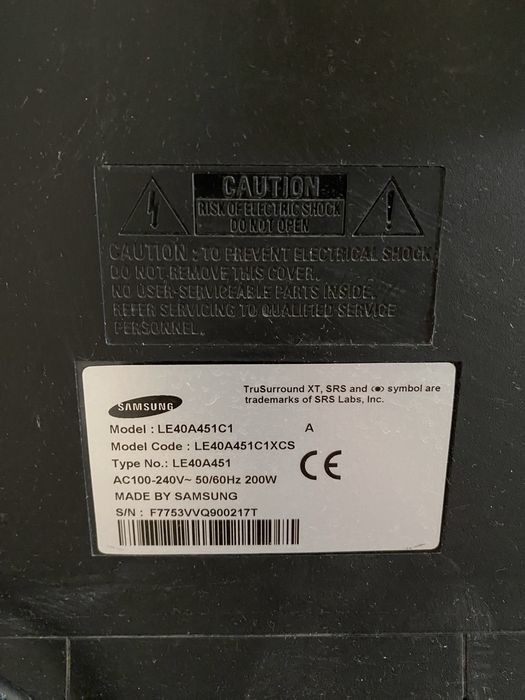 CAUTION
RISK OF ELECTRIC SHOCK
DO NOT OPEN
CAUTION : TO PREVENT ELECTRICAL SHOCK
DO NOT REMOVE THIS COVER.
NO USER-SERVICEABLE PARTS INSIDE.
REFER SERVICING TO QUALIFIED SERVICE
PERSONNEL.
TruSurround XT, SRS and (●) symbol are
trademarks of SRS Labs, Inc.
SAMSUNG
Model : LE40A451C1 A
Model Code : LE40A451C1XCS
Type No.: LE40A451
AC100-240V~ 50/60Hz 200W
MADE BY SAMSUNG
S/N : F7753VVQ900217T
CE